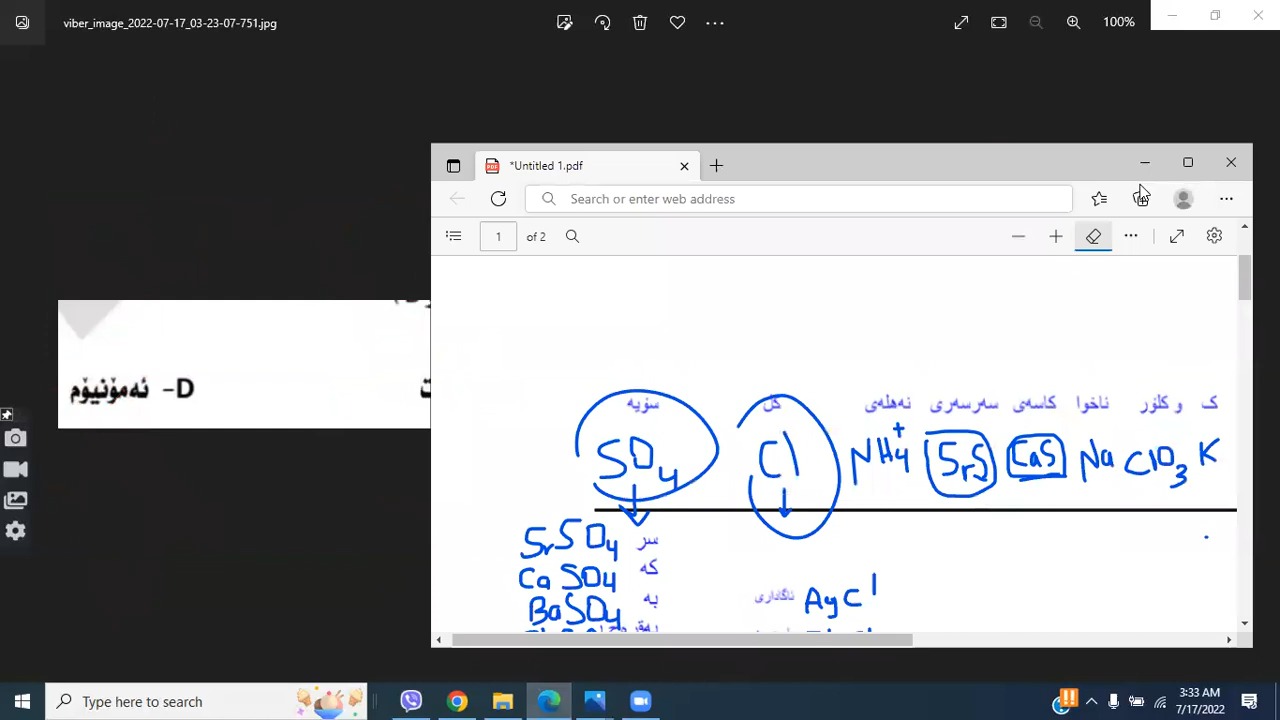 viber_image_2022-07-17_03-23-07-751.jpg
100%
*Untitled 1.pdf
Search or enter web address
1 of 2
D- ئەمۆنیۆم
ک و کلۆر ناخوا کاسەی سەرسەری نەهلەی کل سۆیە
SO4 Cl NH4+ SrS CaS Na ClO3 K
SrSO4 سر
CaSO4 کە
BaSO4 بە
ئاگاداری AgCl
Type here to search
3:33 AM
7/17/2022